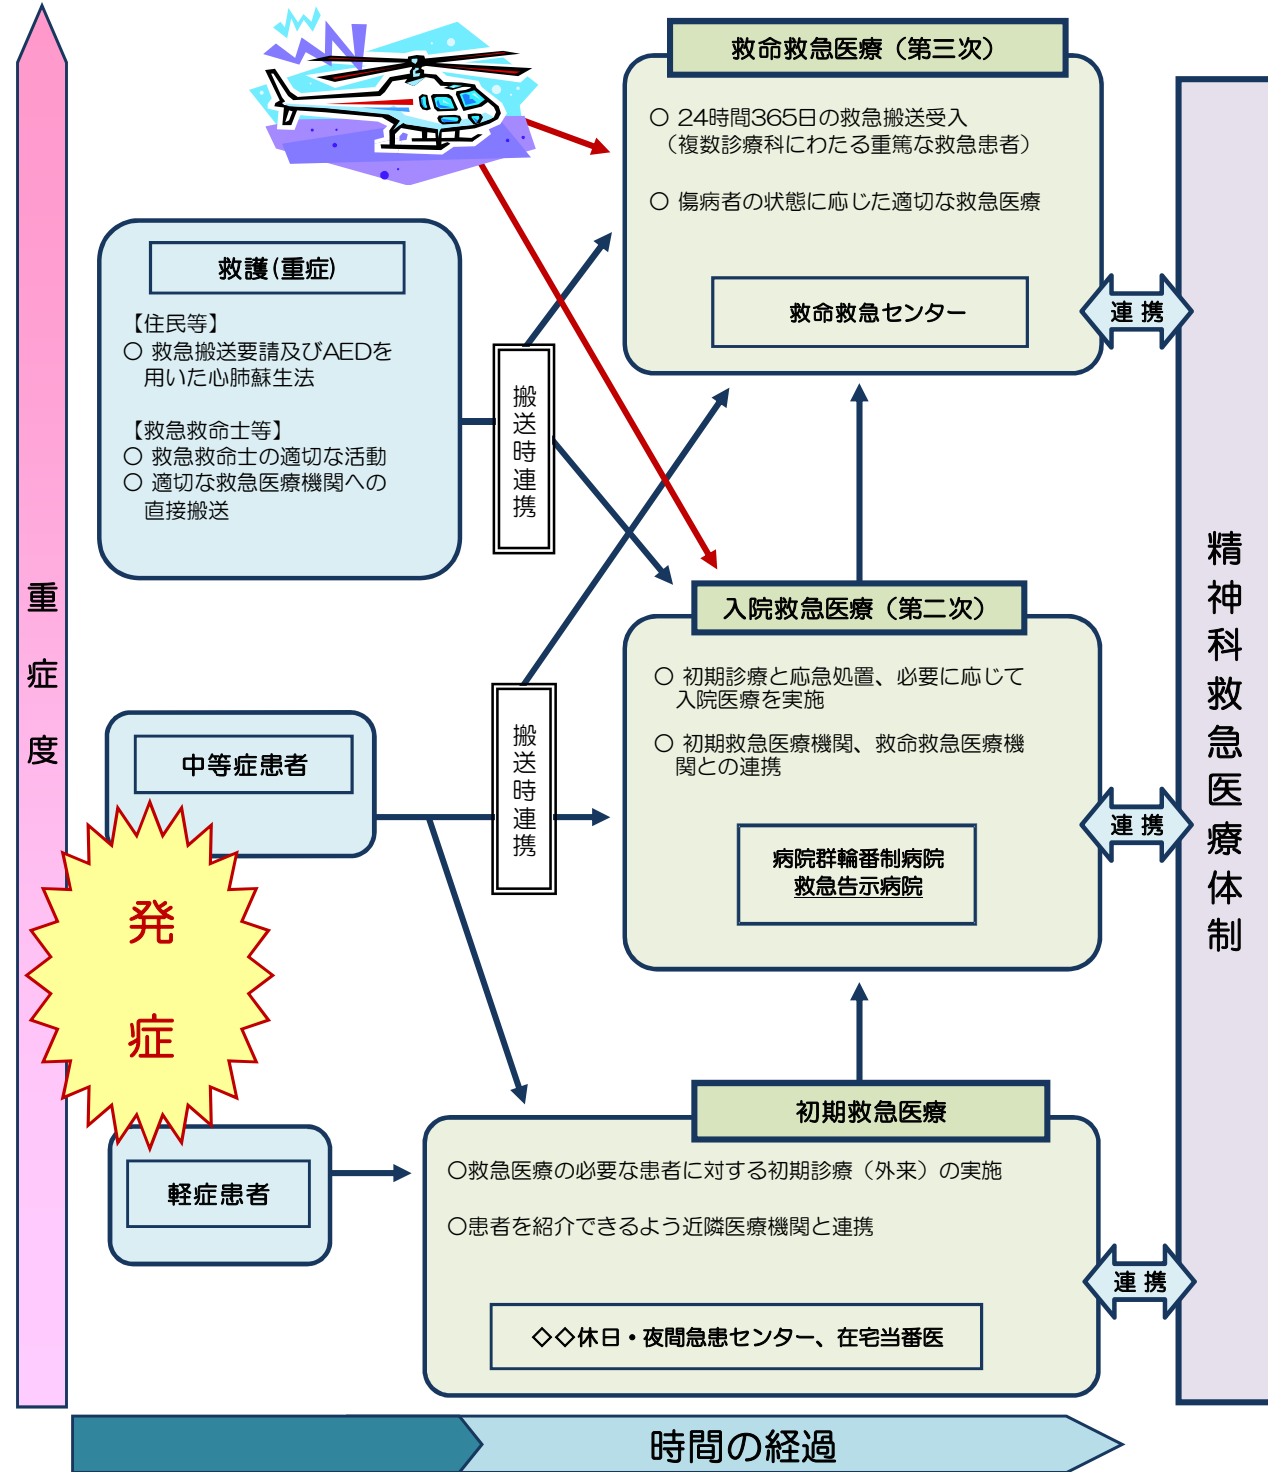 救命救急医療（第三次）
○ 24時間365日の救急搬送受入
（複数診療科にわたる重篤な救急患者）
○ 傷病者の状態に応じた適切な救急医療
救命救急センター
連 携
救護(重症)
【住民等】
○ 救急搬送要請及びAEDを
用いた心肺蘇生法
【救急救命士等】
○ 救急救命士の適切な活動
○ 適切な救急医療機関への
直接搬送
搬送時連携
重症度
入院救急医療（第二次）
○ 初期診療と応急処置、必要に応じて
入院医療を実施
○ 初期救急医療機関、救命救急医療機
関との連携
病院群輪番制病院
救急告示病院
連 携
精神科救急医療体制
中等症患者
搬送時連携
発症
初期救急医療
○救急医療の必要な患者に対する初期診療（外来）の実施
○患者を紹介できるよう近隣医療機関と連携
◇◇休日・夜間急患センター、在宅当番医
連 携
軽症患者
時間の経過